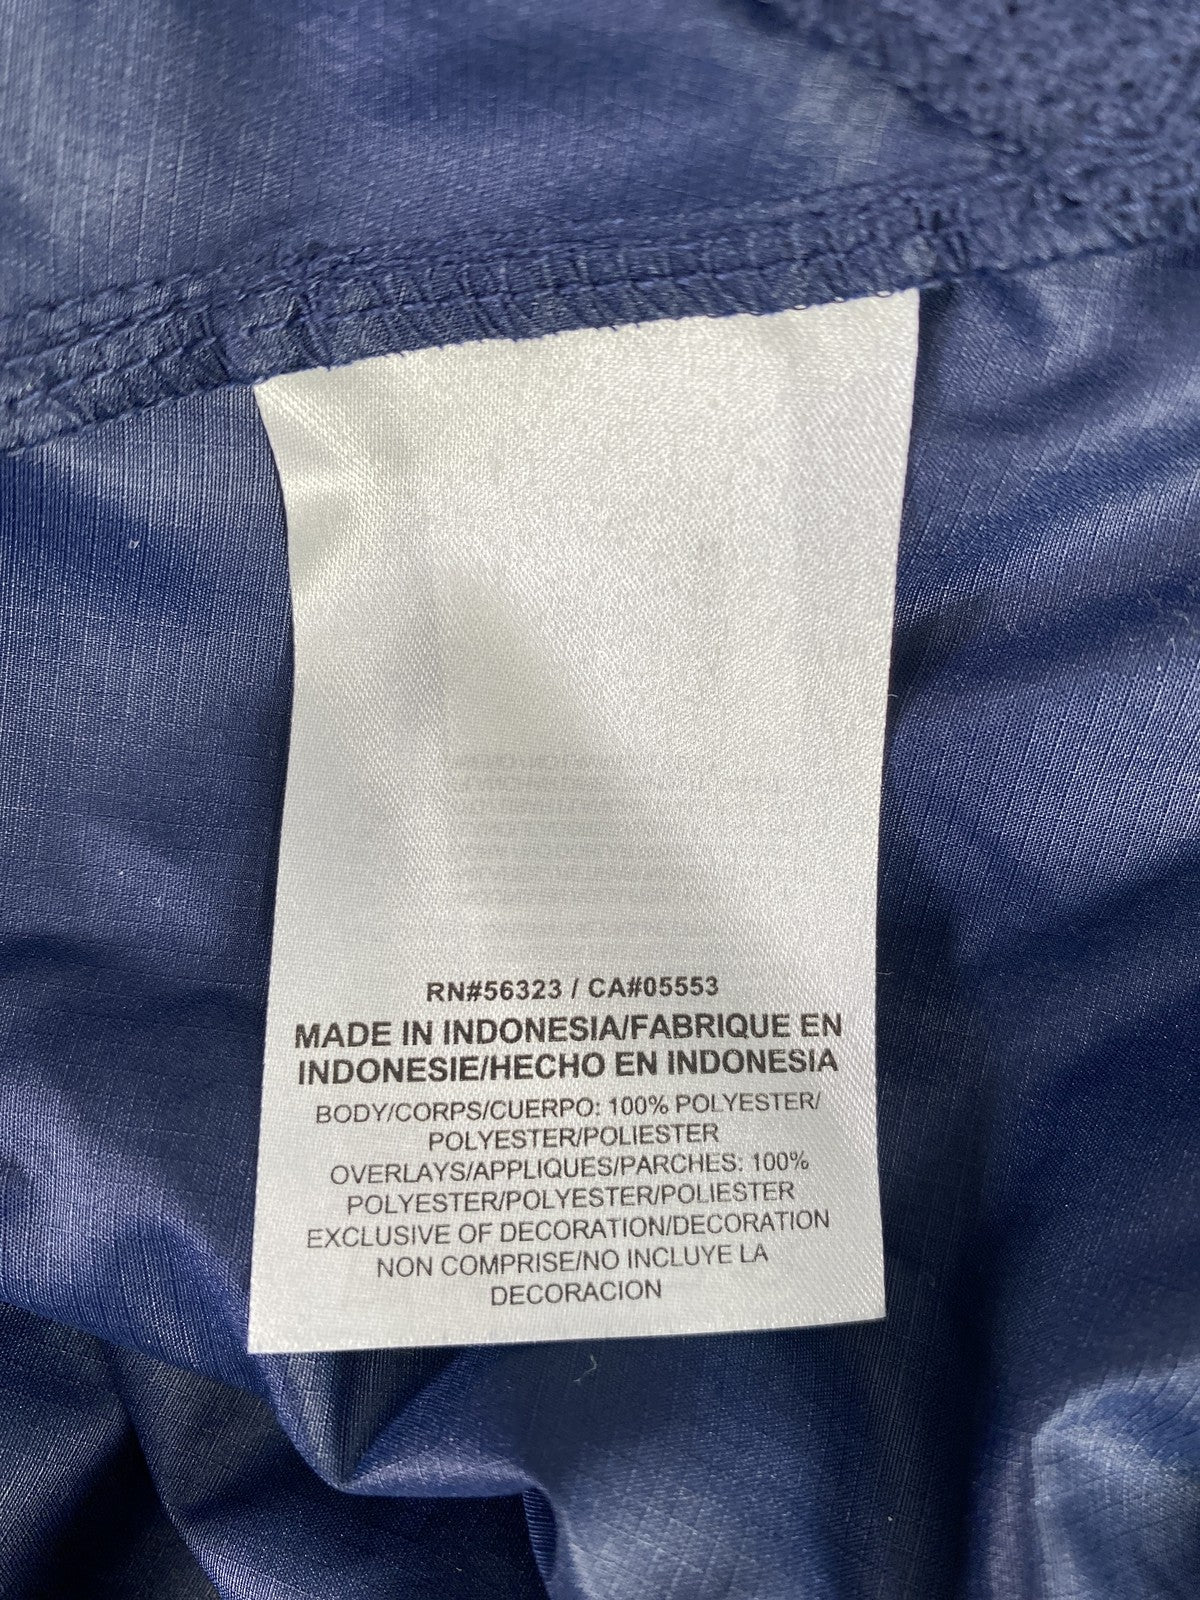 RN#56323 / CA#05553
MADE IN INDONESIA/FABRIQUE EN
INDONESIE/HECHO EN INDONESIA
BODY/CORPS/CUERPO: 100% POLYESTER/
POLYESTER/POLIESTER
OVERLAYS/APPLIQUES/PARCHES: 100%
POLYESTER/POLYESTER/POLIESTER
EXCLUSIVE OF DECORATION/DECORATION
NON COMPRISE/NO INCLUYE LA
DECORACION